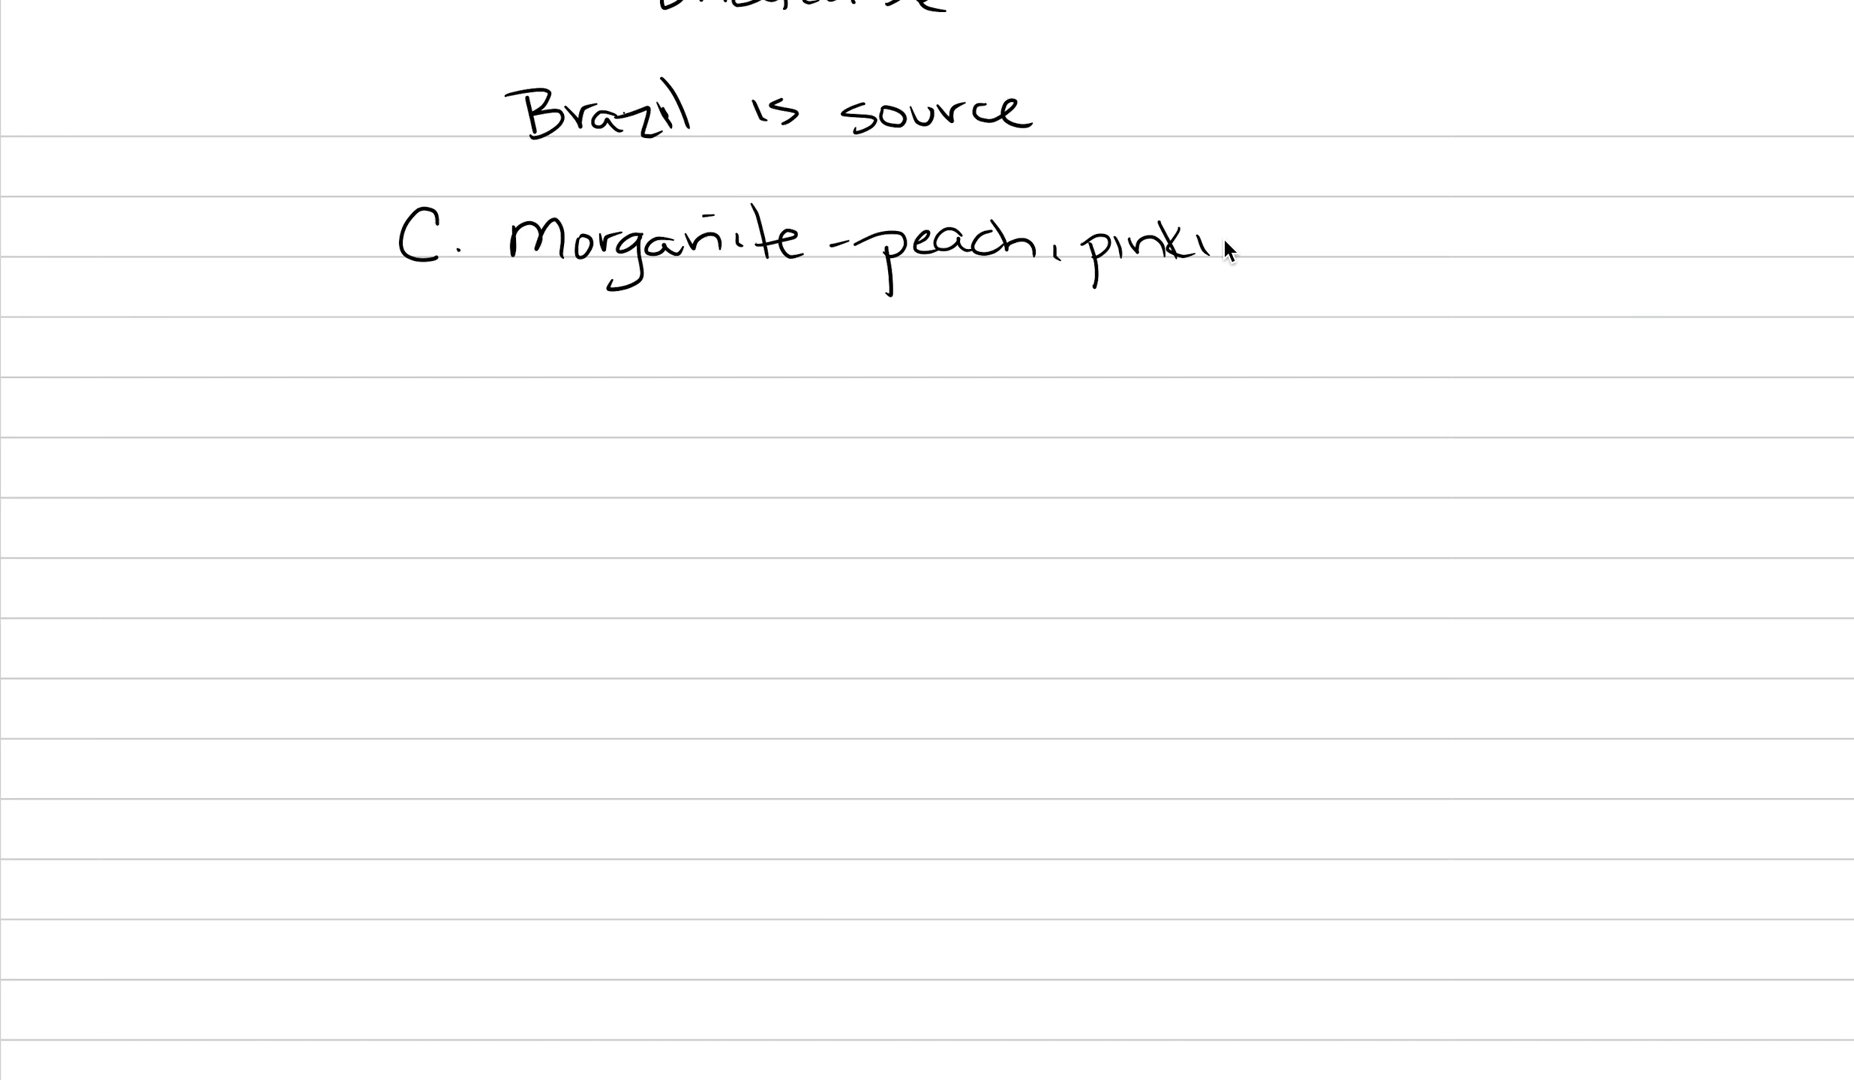 Brazil is source
C. Morganite - peach, pink,